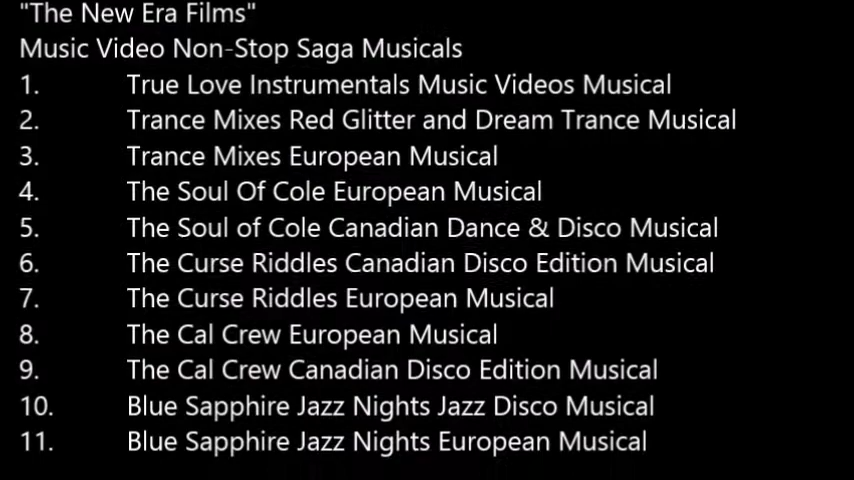 "The New Era Films"
Music Video Non-Stop Saga Musicals
1. True Love Instrumentals Music Videos Musical
2. Trance Mixes Red Glitter and Dream Trance Musical
3. Trance Mixes European Musical
4. The Soul Of Cole European Musical
5. The Soul of Cole Canadian Dance & Disco Musical
6. The Curse Riddles Canadian Disco Edition Musical
7. The Curse Riddles European Musical
8. The Cal Crew European Musical
9. The Cal Crew Canadian Disco Edition Musical
10. Blue Sapphire Jazz Nights Jazz Disco Musical
11. Blue Sapphire Jazz Nights European Musical